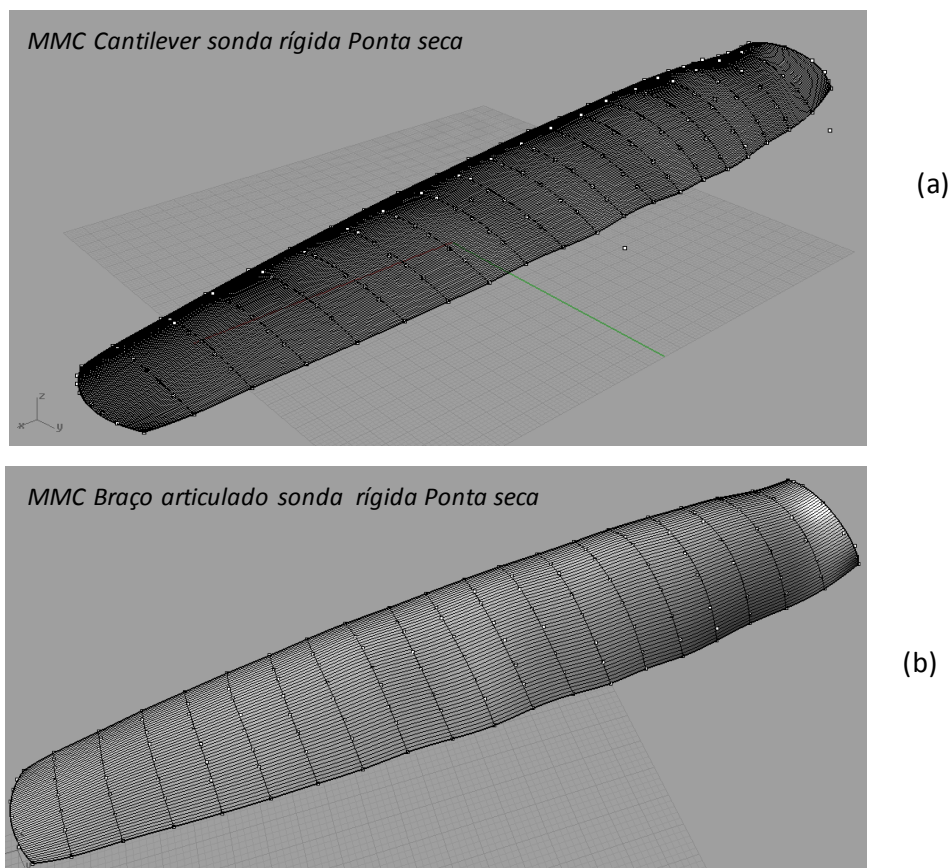 MMC Cantilever sonda rígida Ponta seca
(a)
z
x y
MMC Braço articulado sonda rígida Ponta seca
(b)